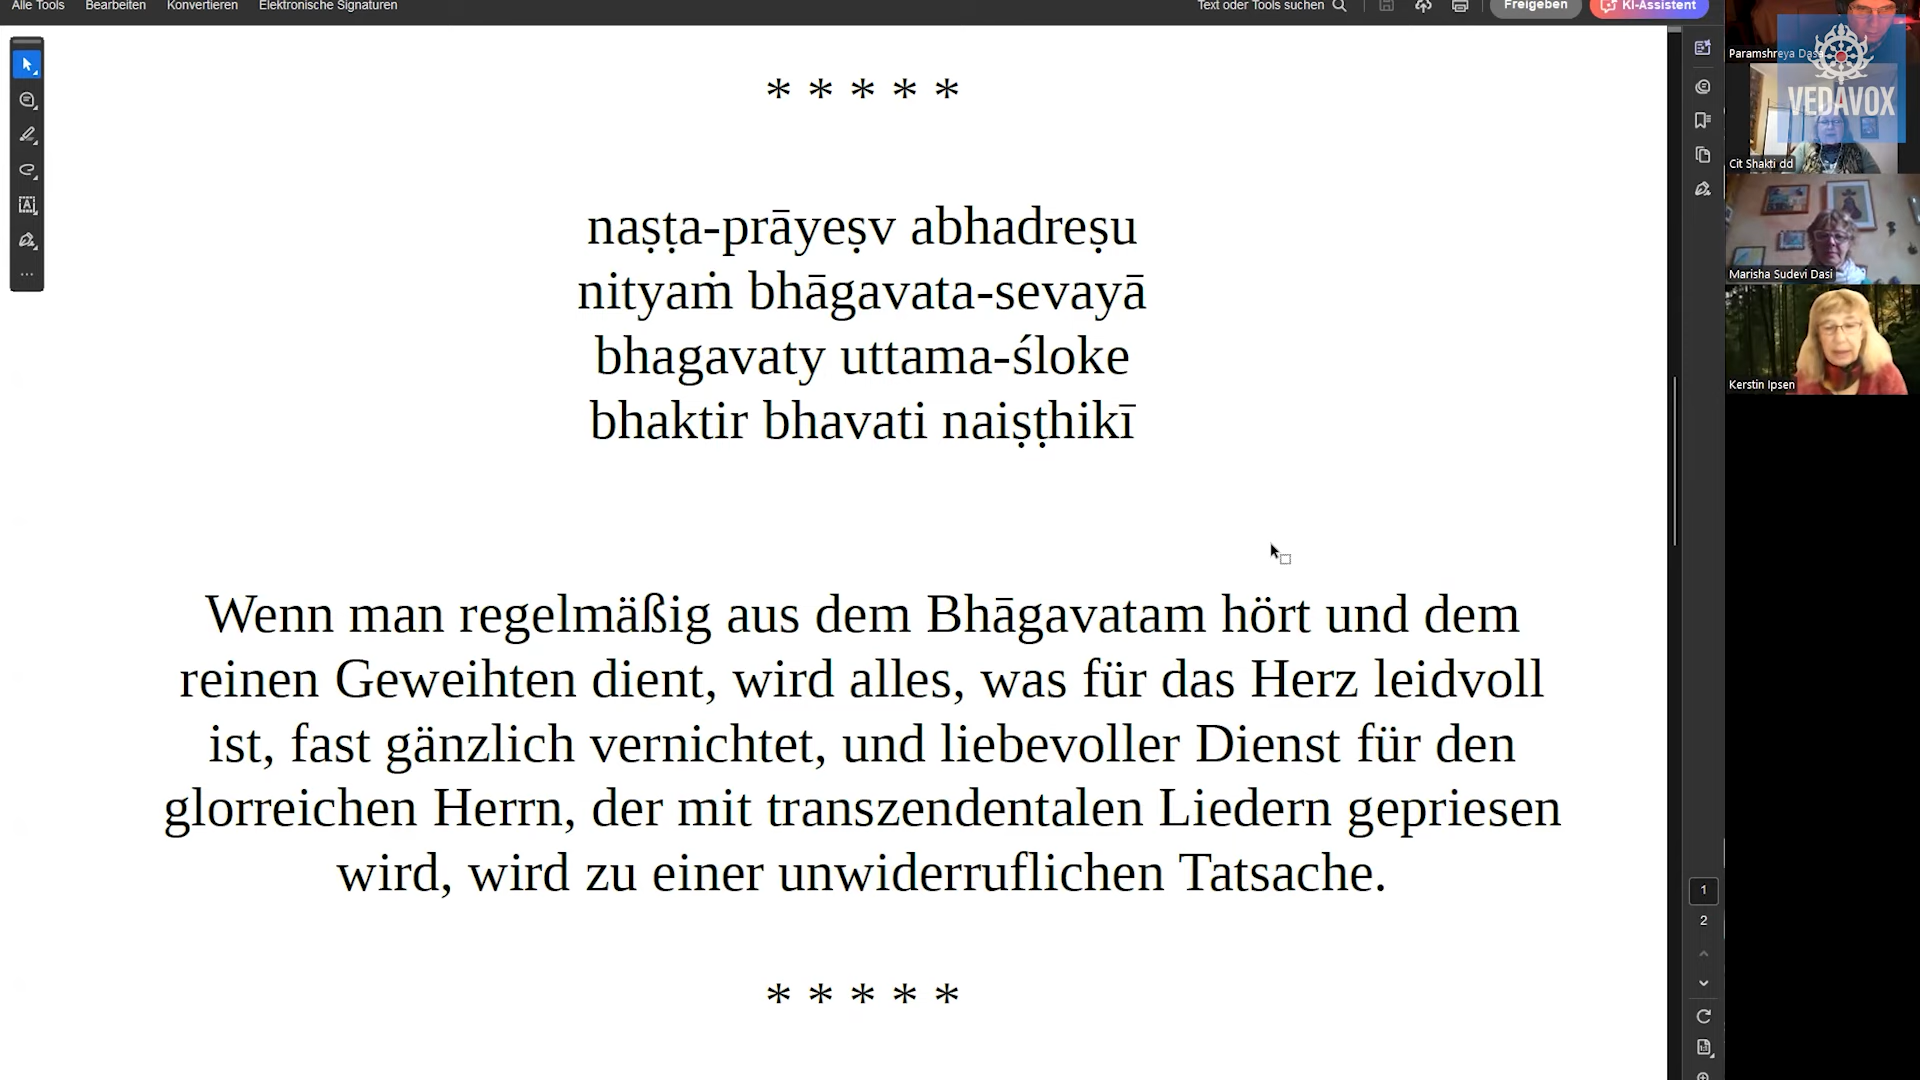 Alle Tools Bearbeiten Konvertieren Elektronische Signaturen Text oder Tools suchen Freigeben KI-Assistent
* * * * *
naṣṭa-prāyeṣv abhadreṣu
nityaṁ bhāgavata-sevayā
bhagavaty uttama-śloke
bhaktir bhavati naiṣṭhikī
Wenn man regelmäßig aus dem Bhāgavatam hört und dem
reinen Geweihten dient, wird alles, was für das Herz leidvoll
ist, fast gänzlich vernichtet, und liebevoller Dienst für den
glorreichen Herrn, der mit transzendentalen Liedern gepriesen
wird, wird zu einer unwiderruflichen Tatsache.
* * * * *
1
2
Paramshreya Dasa
VEDAVOX
Cit Shakti dd
Marisha Sudevi Dasi
Kerstin Ipsen